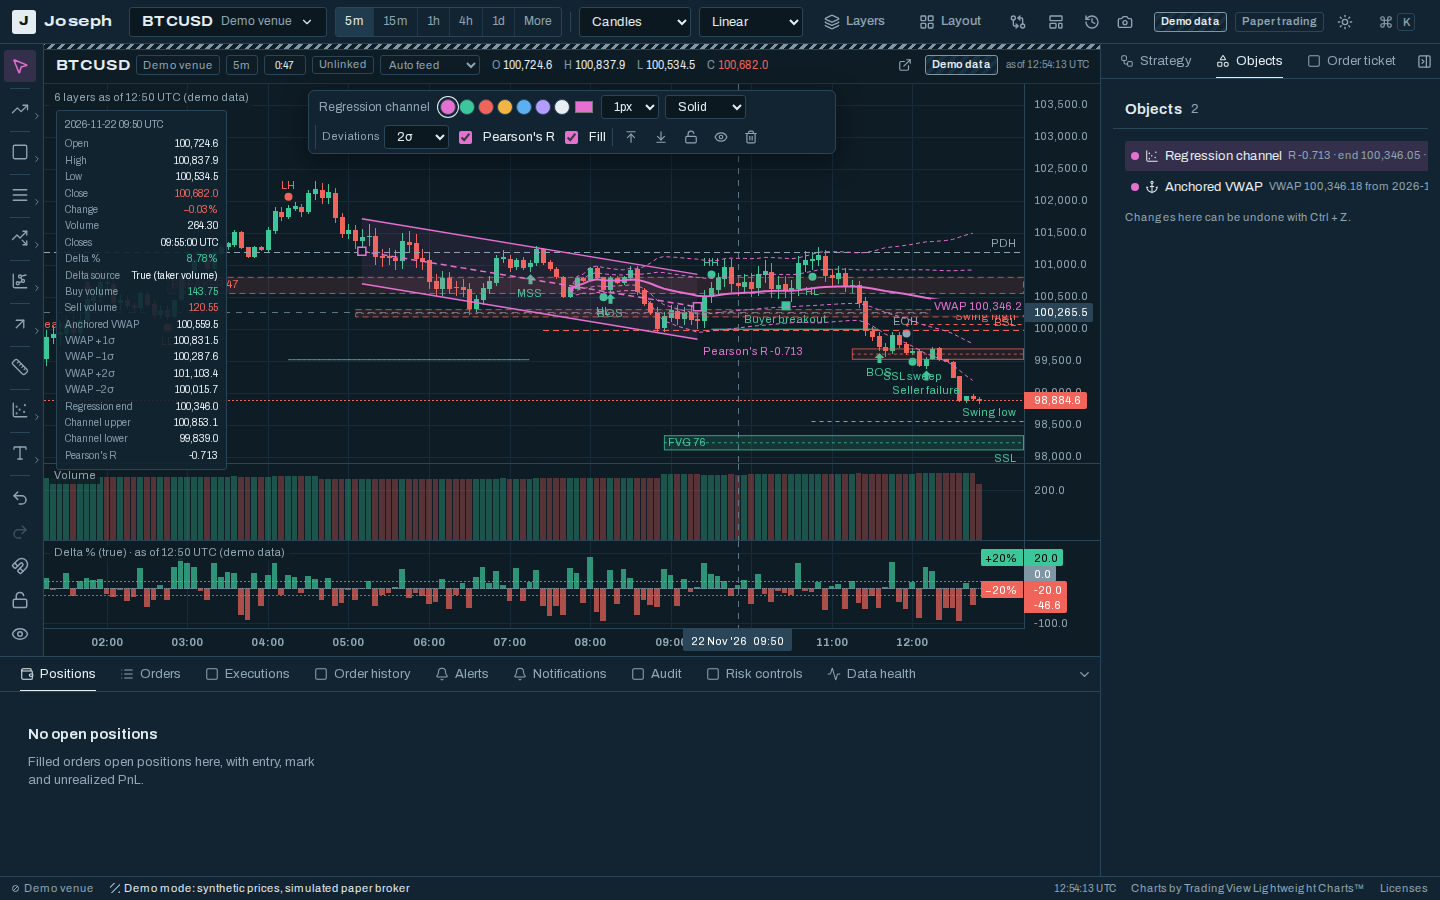 J Joseph BTCUSD Demo venue 5m 15m 1h 4h 1d More Candles Linear Layers Layout Demo data Paper trading ⌘ K
BTCUSD Demo venue 5m 0:47 Unlinked Auto feed O 100,724.6 H 100,837.9 L 100,534.5 C 100,682.0 Demo data as of 12:54:13 UTC
Strategy Objects Order ticket
6 layers as of 12:50 UTC (demo data)
Regression channel 1px Solid
Deviations 2σ Pearson's R Fill
2026-11-22 09:50 UTC
Open 100,724.6
High 100,837.9
Low 100,534.5
Close 100,682.0
Change −0.03%
Volume 264.30
Closes 09:55:00 UTC
Delta % 8.78%
Delta source True (taker volume)
Buy volume 143.75
Sell volume 120.55
Anchored VWAP 100,559.5
VWAP +1σ 100,831.5
VWAP −1σ 100,287.6
VWAP +2σ 101,103.4
VWAP −2σ 100,015.7
Regression end 100,346.0
Channel upper 100,853.1
Channel lower 99,839.0
Pearson's R -0.713
LH
MSS
BOS
HH
HL
PDH
47
VWAP 100,346.2
BSL
Buyer breakout
EQH
Pearson's R -0.713
BOS
SSL sweep
Seller failure
Swing low
FVG 76
SSL
103,500.0
103,000.0
102,500.0
102,000.0
101,500.0
101,000.0
100,500.0
100,265.5
100,000.0
99,500.0
99,000.0
98,884.6
98,500.0
98,000.0
Volume
200.0
Delta % (true) · as of 12:50 UTC (demo data)
+20% 20.0
0.0
−20% -20.0
-46.6
-100.0
02:00 03:00 04:00 05:00 06:00 07:00 08:00 09:00 22 Nov '26 09:50 11:00 12:00
Objects 2
Regression channel R -0.713 · end 100,346.05 ·
Anchored VWAP VWAP 100,346.18 from 2026-1
Changes here can be undone with Ctrl + Z.
Positions Orders Executions Order history Alerts Notifications Audit Risk controls Data health
No open positions
Filled orders open positions here, with entry, mark
and unrealized PnL.
Demo venue Demo mode: synthetic prices, simulated paper broker 12:54:13 UTC Charts by TradingView Lightweight Charts™ Licenses